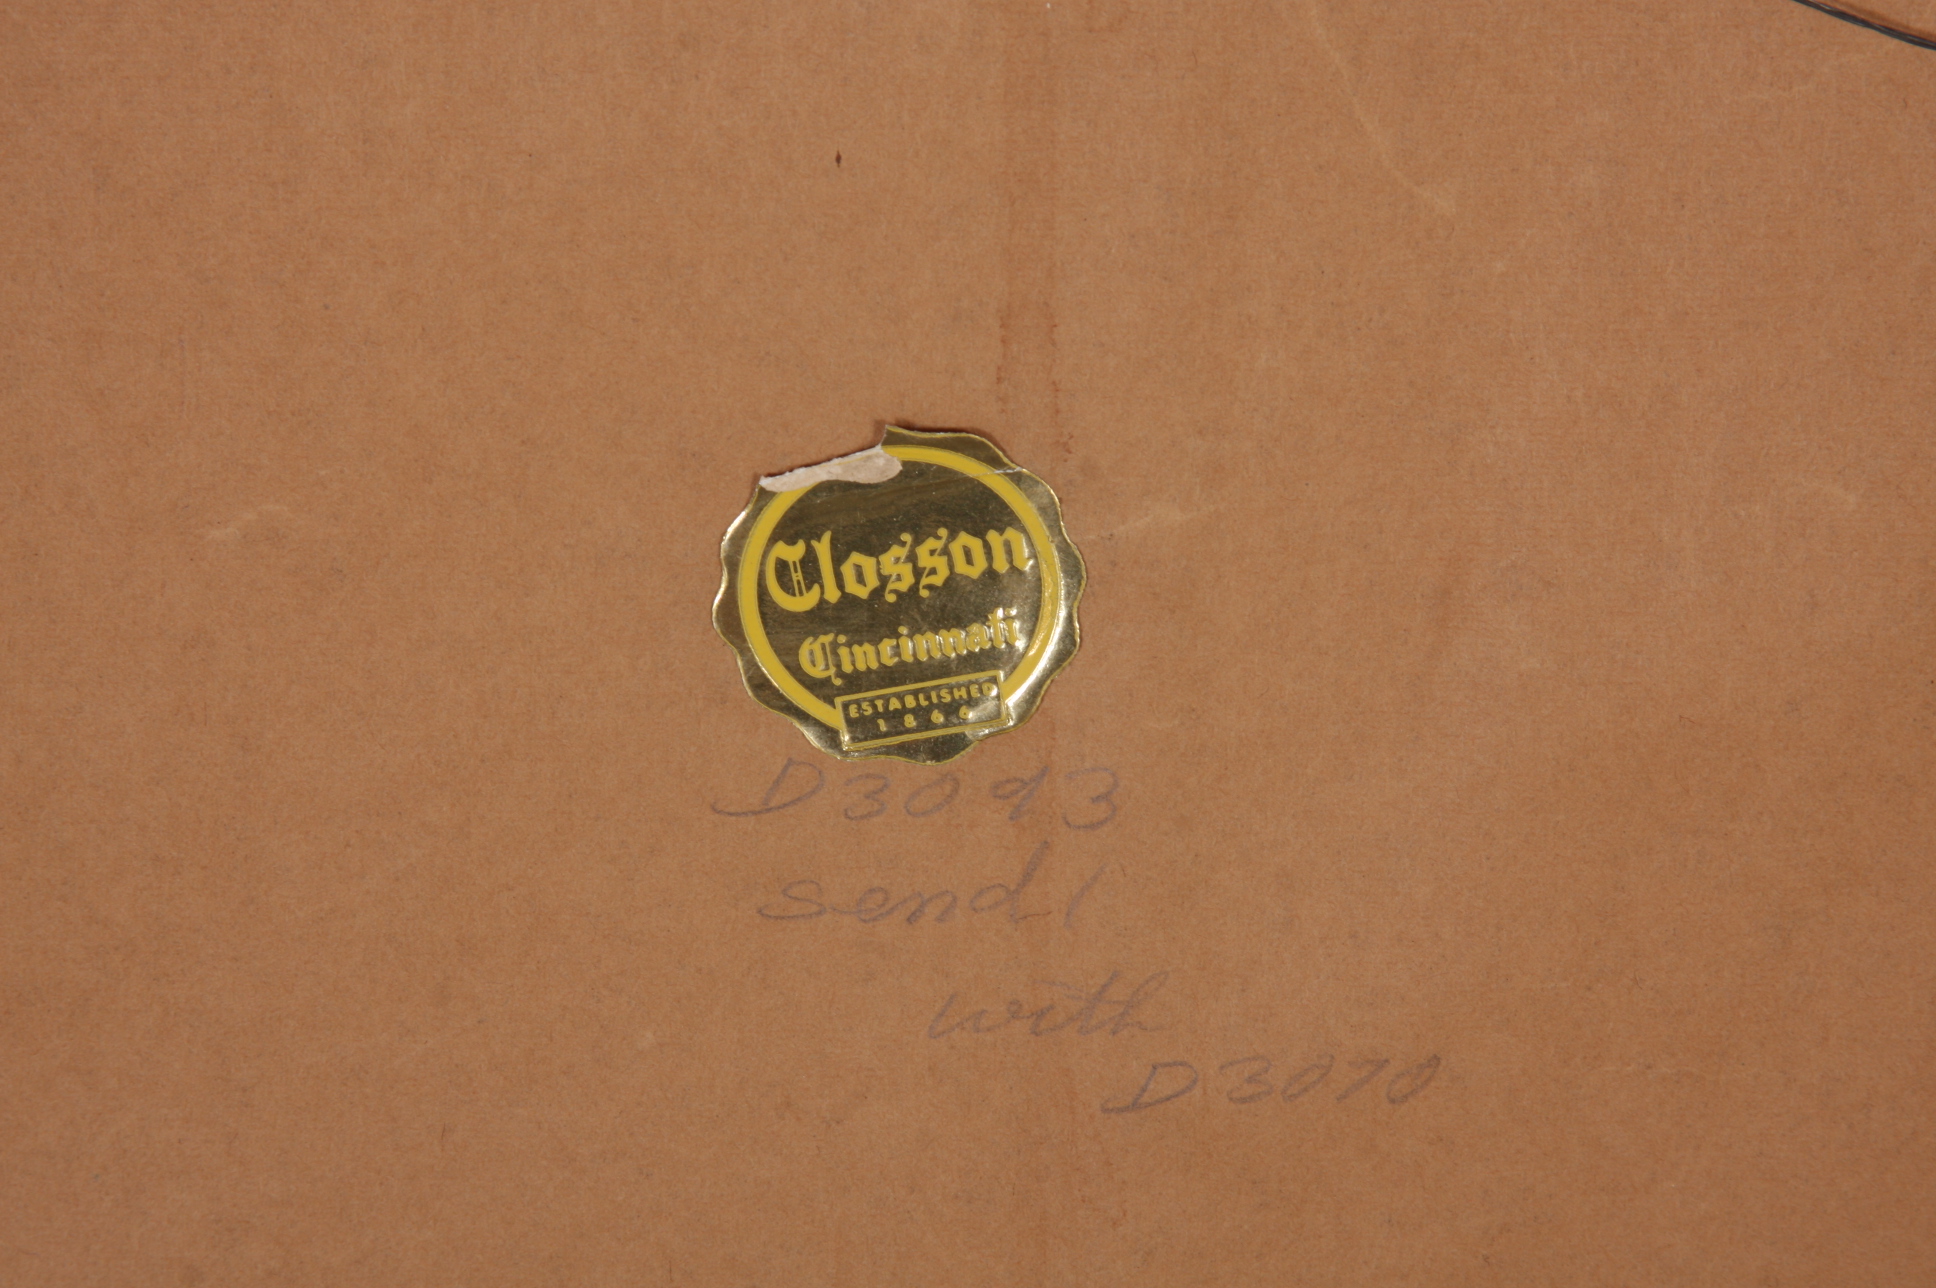 Closson
Cincinnati
ESTABLISHED
1866
D3093
send 1
with
D3070